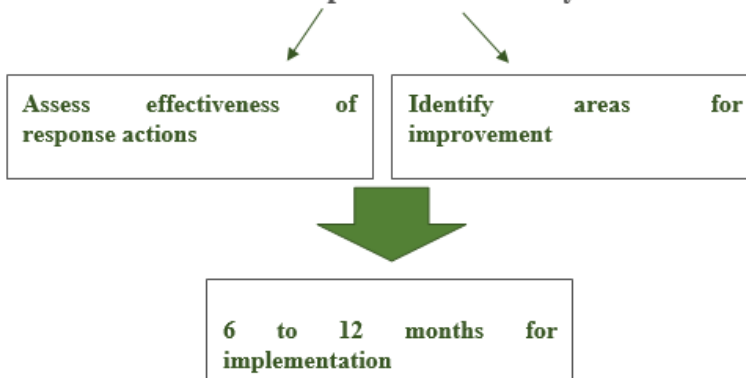 Assess effectiveness of
response actions
Identify areas for
improvement
6 to 12 months for
implementation